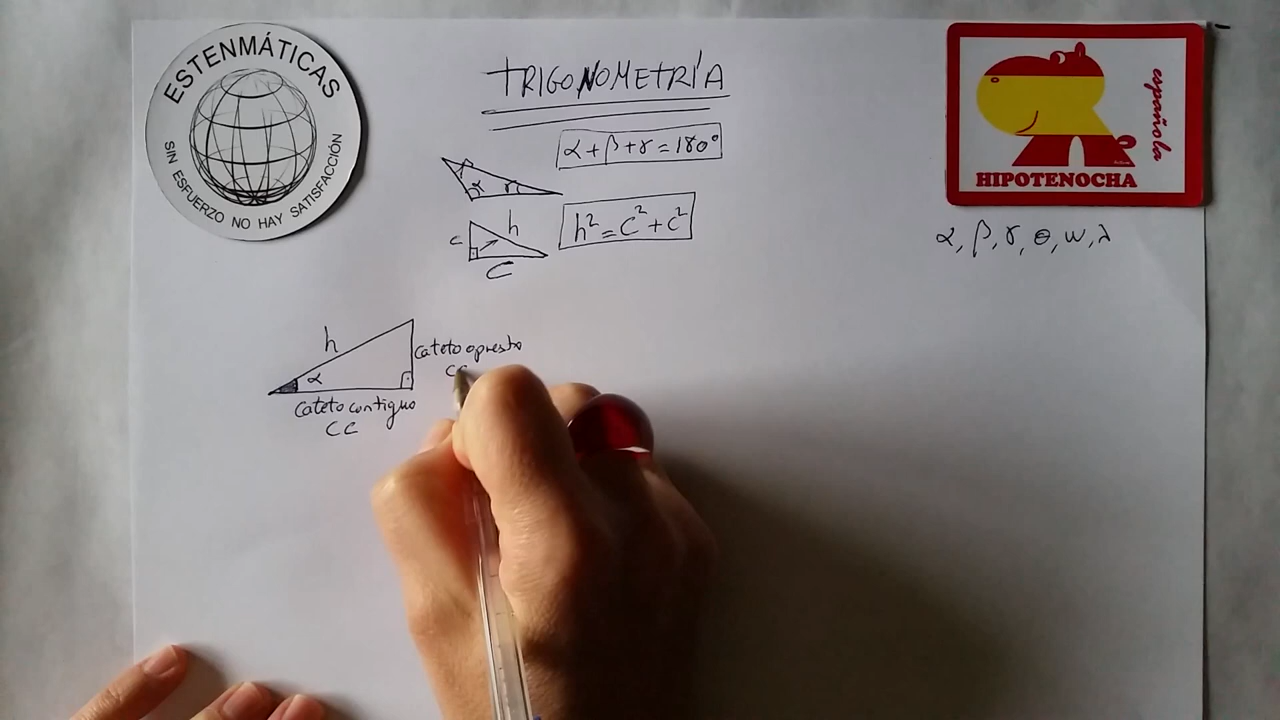 ESTENMÁTICAS
SIN ESFUERZO NO HAY SATISFACCIÓN
TRIGONOMETRÍA
α+β+γ=180°
α γ
h
c
C
h²=c²+c²
española
HIPOTENOCHA
α, β, γ, θ, w, λ
h
α
cateto opuesto
cateto contiguo
CC